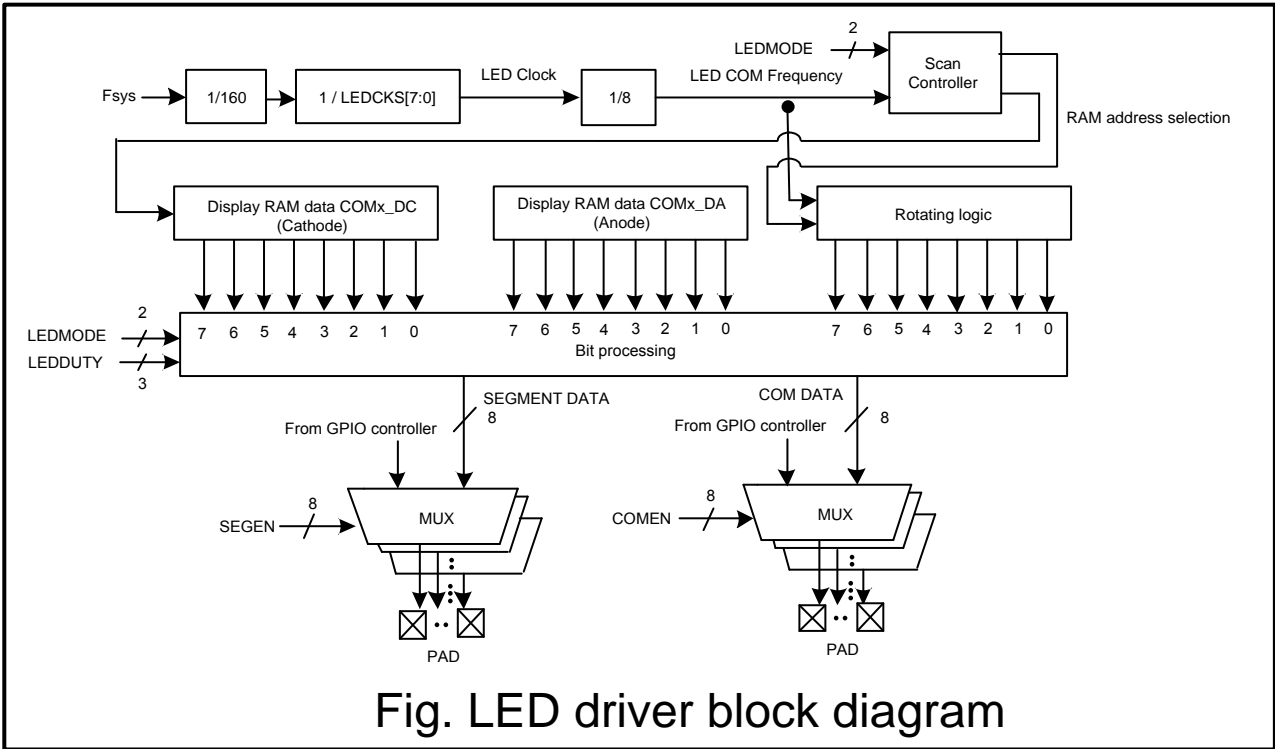 2
LEDMODE
Fsys
1/160
1 / LEDCKS[7:0]
LED Clock
1/8
LED COM Frequency
Scan
Controller
RAM address selection
Display RAM data COMx_DC
(Cathode)
Display RAM data COMx_DA
(Anode)
Rotating logic
2
LEDMODE
LEDDUTY
3
7 6 5 4 3 2 1 0
7 6 5 4 3 2 1 0
7 6 5 4 3 2 1 0
Bit processing
SEGMENT DATA
8
From GPIO controller
COM DATA
8
From GPIO controller
8
SEGEN
MUX
8
COMEN
MUX
PAD
PAD
Fig. LED driver block diagram